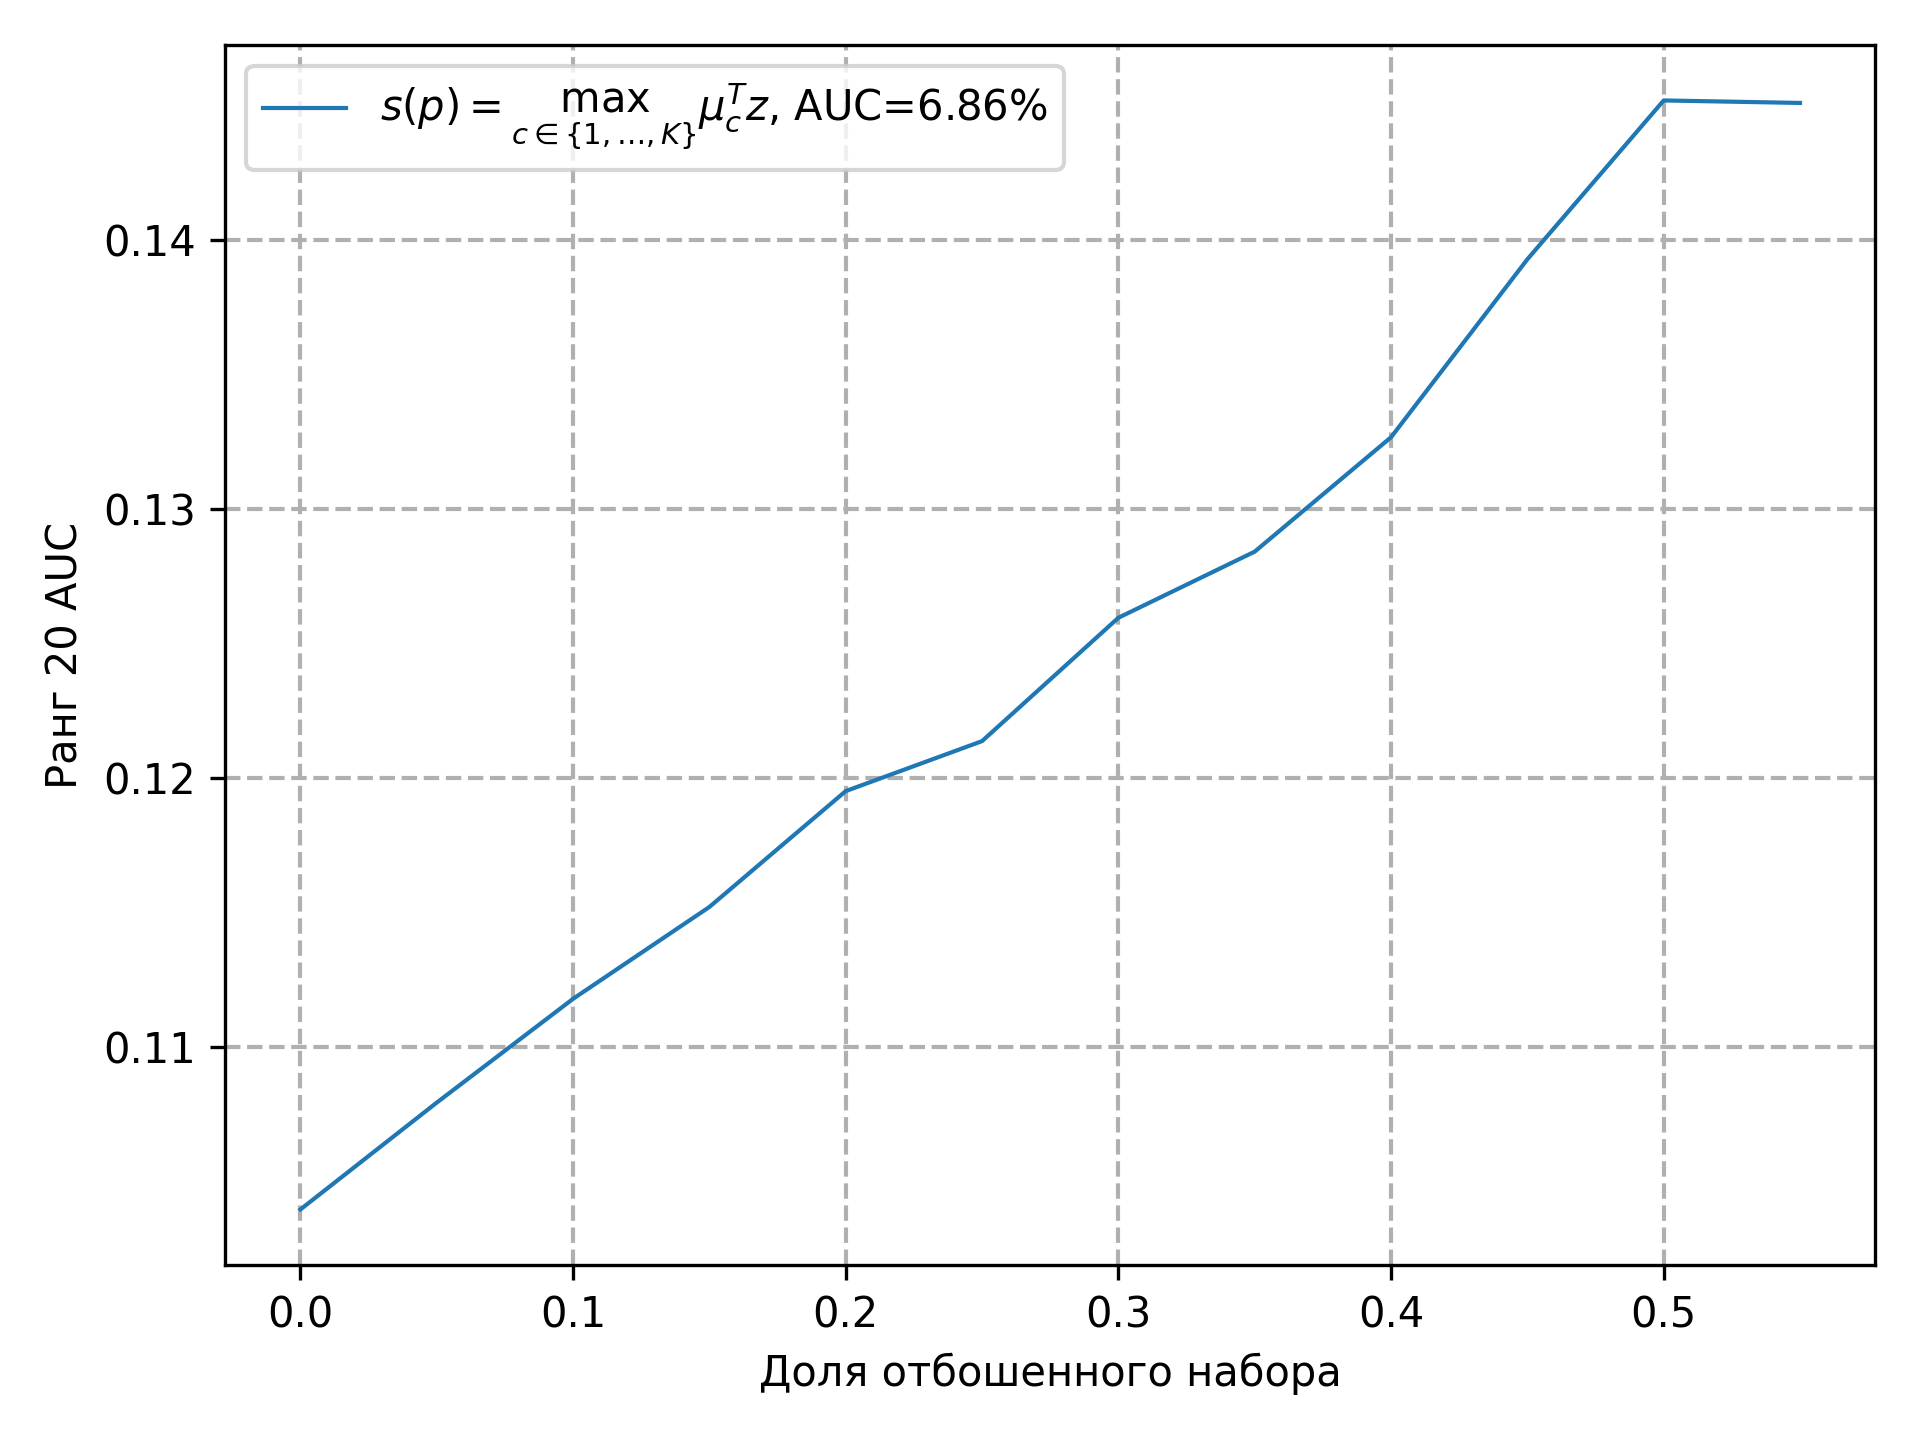 s(p) = max c∈{1,...,K} μ_c^T z, AUC=6.86%
0.14
0.13
0.12
0.11
Ранг 20 AUC
0.0 0.1 0.2 0.3 0.4 0.5
Доля отбошенного набора